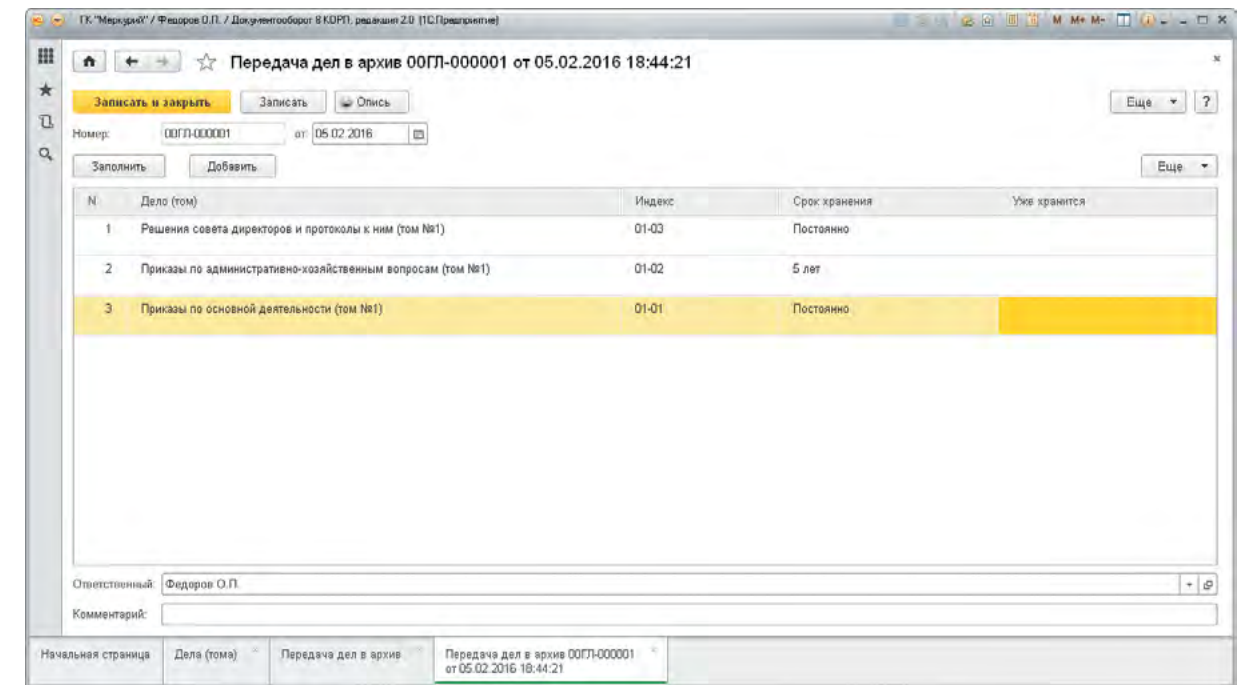 ГК "Меркурий" / Федоров О.П. / Документооборот 8 КОРП, редакция 2.0 (1С:Предприятие)
M M+ M-
Передача дел в архив 00ГЛ-000001 от 05.02.2016 18:44:21
Записать и закрыть Записать Опись Еще ?
Номер: 00ГЛ-000001 от: 05.02.2016
Заполнить Добавить Еще
N Дело (том) Индекс Срок хранения Уже хранится
1 Решения совета директоров и протоколы к ним (том №1) 01-03 Постоянно
2 Приказы по административно-хозяйственным вопросам (том №1) 01-02 5 лет
3 Приказы по основной деятельности (том №1) 01-01 Постоянно
Ответственный: Федоров О.П.
Комментарий:
Начальная страница Дела (тома) Передача дел в архив Передача дел в архив 00ГЛ-000001
от 05.02.2016 18:44:21